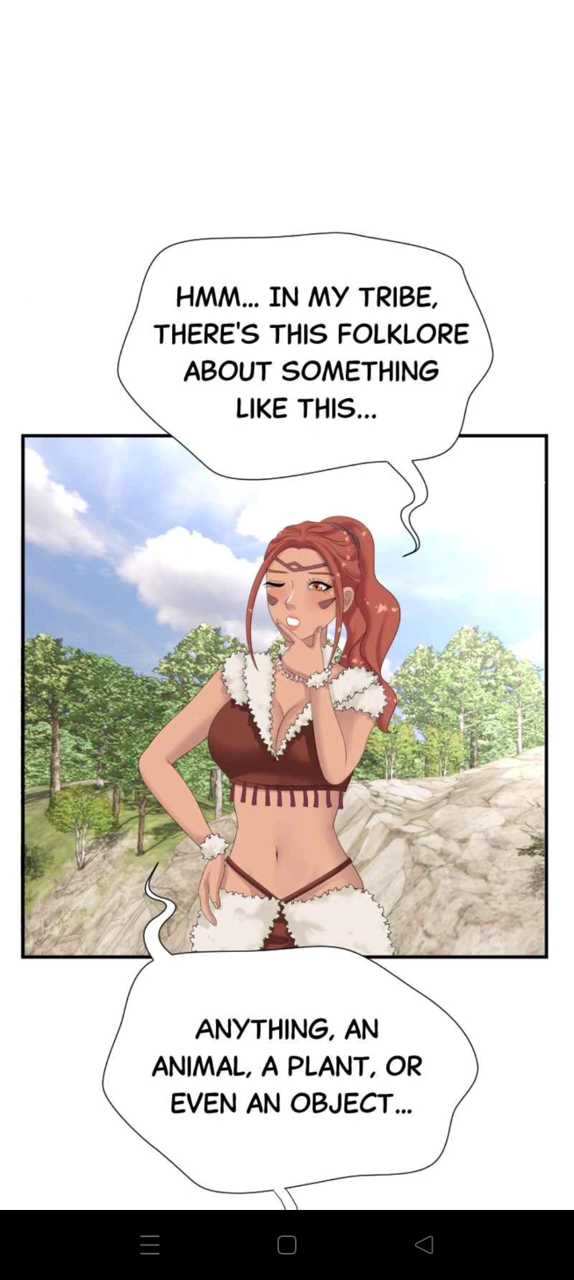 HMM... IN MY TRIBE,
THERE'S THIS FOLKLORE
ABOUT SOMETHING
LIKE THIS...
ANYTHING, AN
ANIMAL, A PLANT, OR
EVEN AN OBJECT...